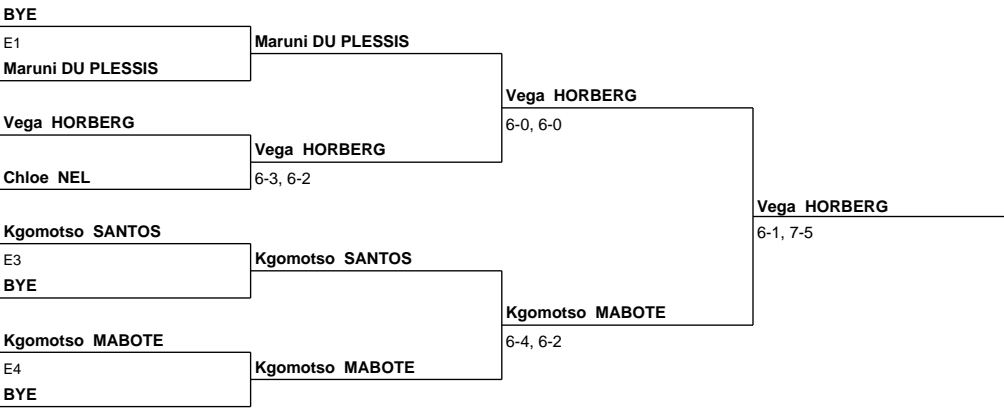 BYE
E1
Maruni DU PLESSIS
Maruni DU PLESSIS
Vega HORBERG
6-0, 6-0
Vega HORBERG
Vega HORBERG
Chloe NEL
6-3, 6-2
Vega HORBERG
6-1, 7-5
Kgomotso SANTOS
E3
Kgomotso SANTOS
BYE
Kgomotso MABOTE
6-4, 6-2
Kgomotso MABOTE
E4
Kgomotso MABOTE
BYE